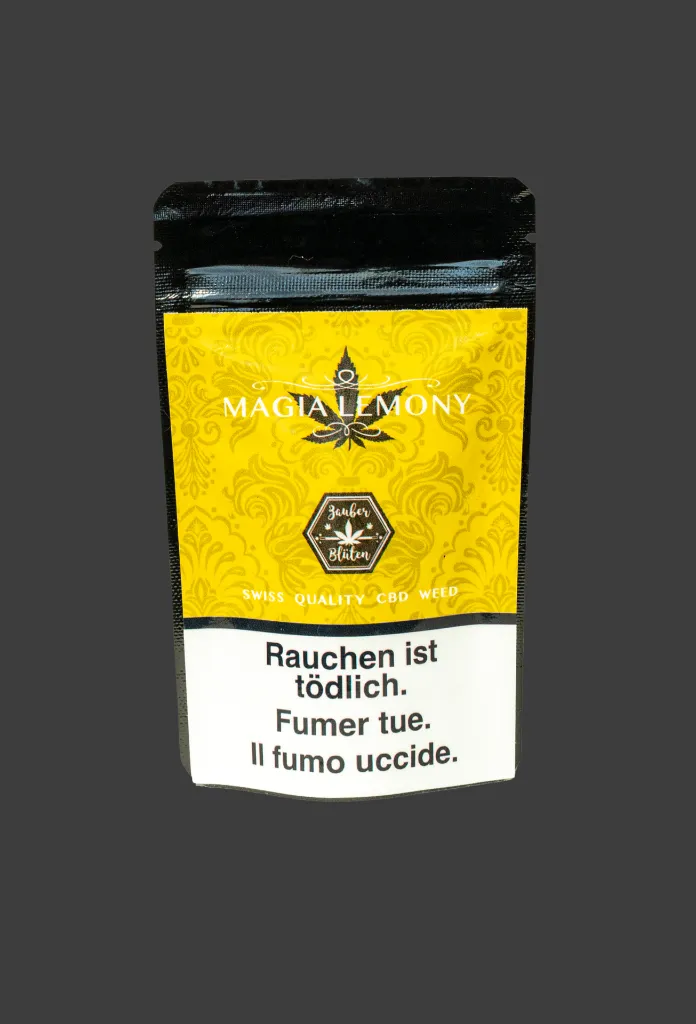 MAGIA LEMONY
Zauber
Blüten
SWISS QUALITY CBD WEED
Rauchen ist
tödlich.
Fumer tue.
Il fumo uccide.